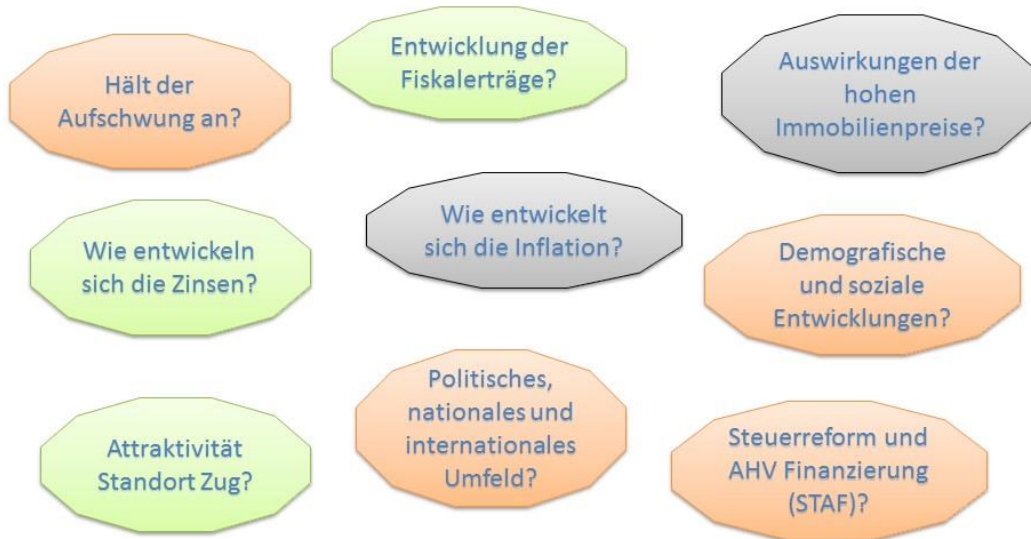 Hält der
Aufschwung an?
Entwicklung der
Fiskalerträge?
Auswirkungen der
hohen
Immobilienpreise?
Wie entwickeln
sich die Zinsen?
Wie entwickelt
sich die Inflation?
Demografische
und soziale
Entwicklungen?
Attraktivität
Standort Zug?
Politisches,
nationales und
internationales
Umfeld?
Steuerreform und
AHV Finanzierung
(STAF)?